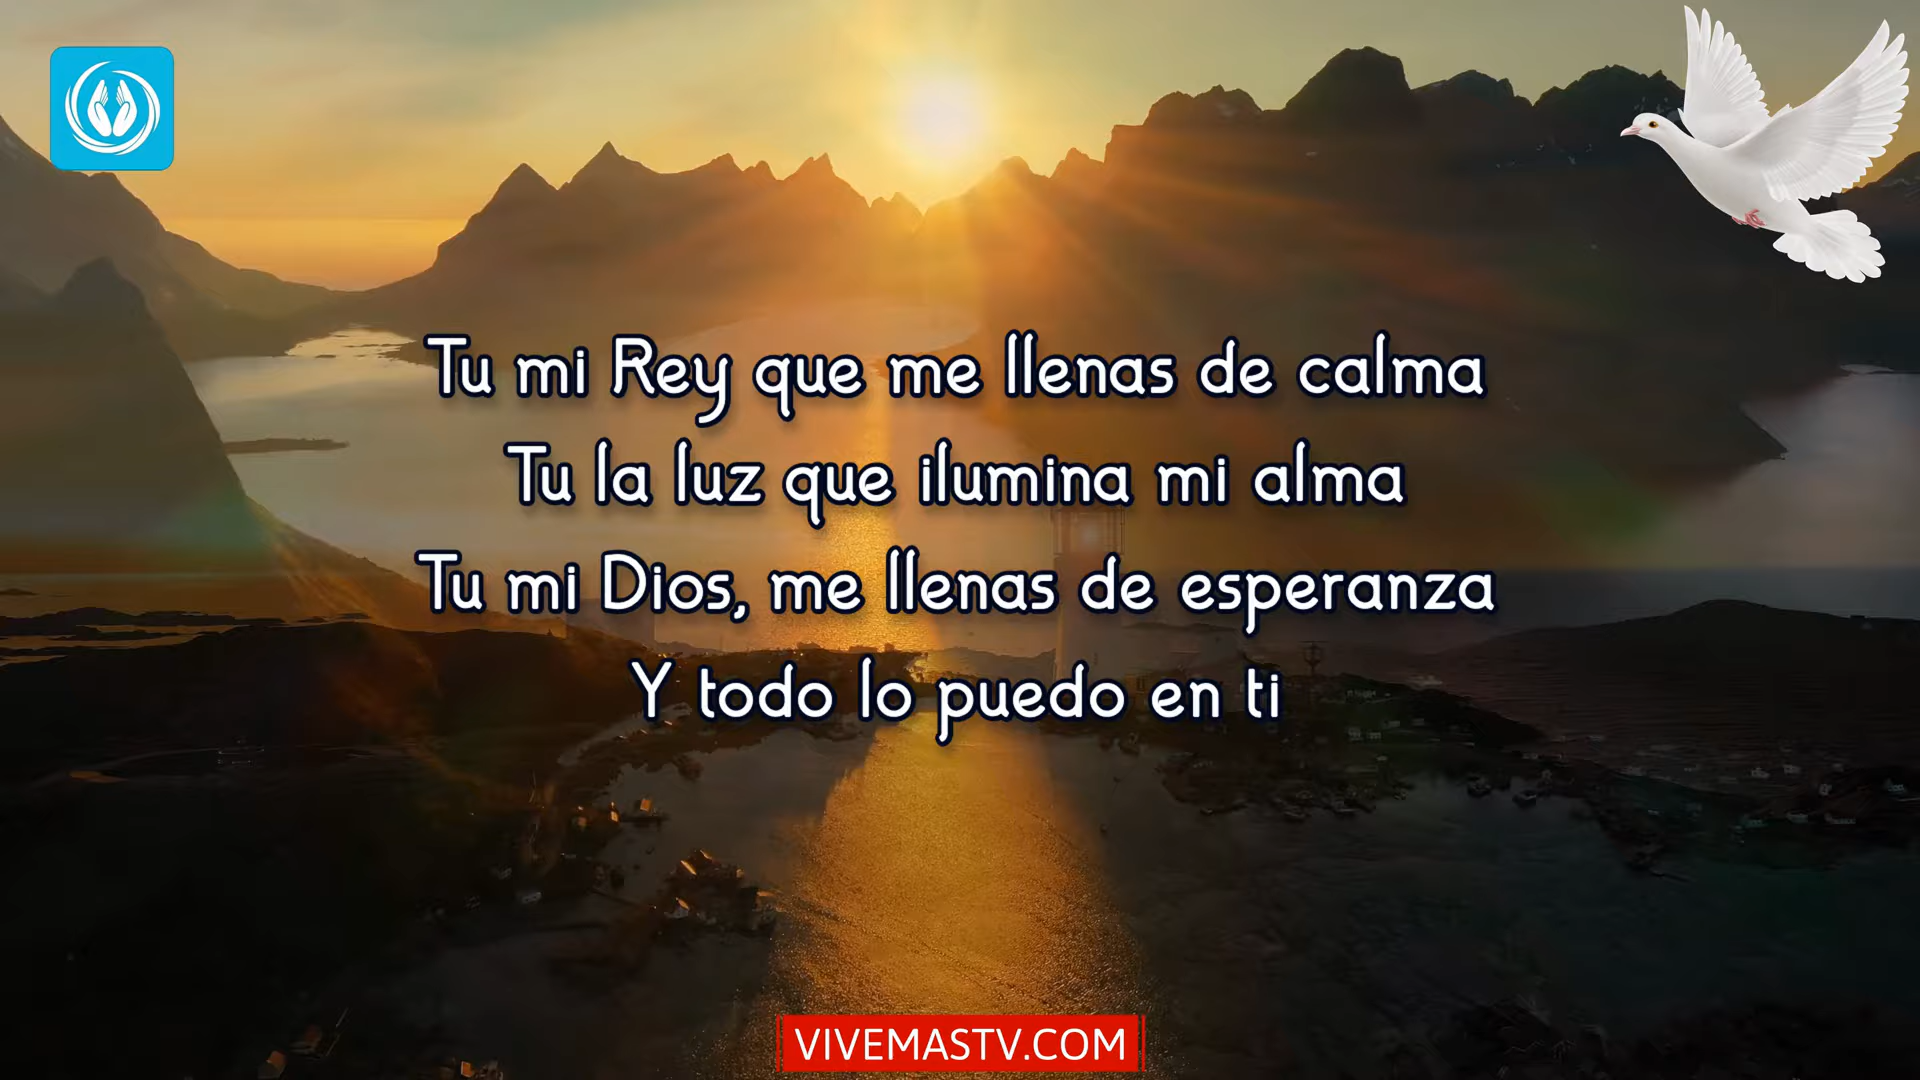 Tu mi Rey que me llenas de calma
Tu la luz que ilumina mi alma
Tu mi Dios, me llenas de esperanza
Y todo lo puedo en ti
VIVEMASTV.COM